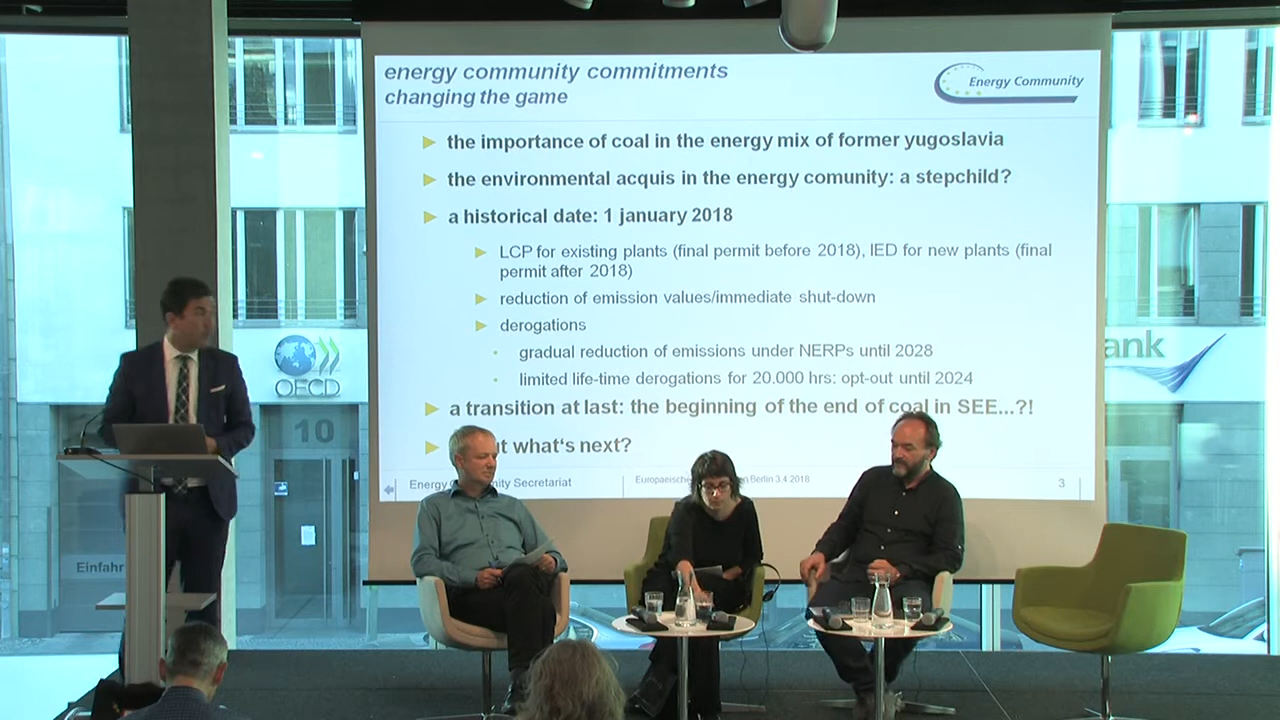 energy community commitments
changing the game
Energy Community
the importance of coal in the energy mix of former yugoslavia
the environmental acquis in the energy comunity: a stepchild?
a historical date: 1 january 2018
LCP for existing plants (final permit before 2018), IED for new plants (final
permit after 2018)
reduction of emission values/immediate shut-down
derogations
gradual reduction of emissions under NERPs until 2028
limited life-time derogations for 20.000 hrs: opt-out until 2024
a transition at last: the beginning of the end of coal in SEE...?!
what's next?
Energy Secretariat
Berlin 3.4.2018
3
OECD
10
Einfahr
ank